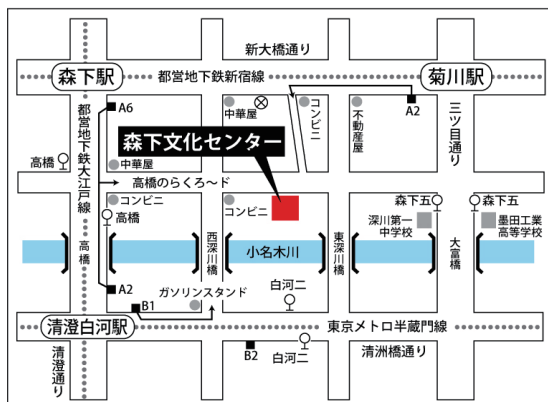 新大橋通り
森下駅
都営地下鉄新宿線
菊川駅
A6
中華屋
コンビニ
不動産屋
A2
三ツ目通り
都営地下鉄大江戸線
森下文化センター
高橋
中華屋
高橋のらくろ〜ド
コンビニ
高橋
コンビニ
森下五
森下五
深川第一
中学校
墨田工業
高等学校
高橋
西深川橋
小名木川
東深川橋
大富橋
A2
ガソリンスタンド
白河二
B1
清澄白河駅
東京メトロ半蔵門線
清澄通り
B2
白河二
清洲橋通り